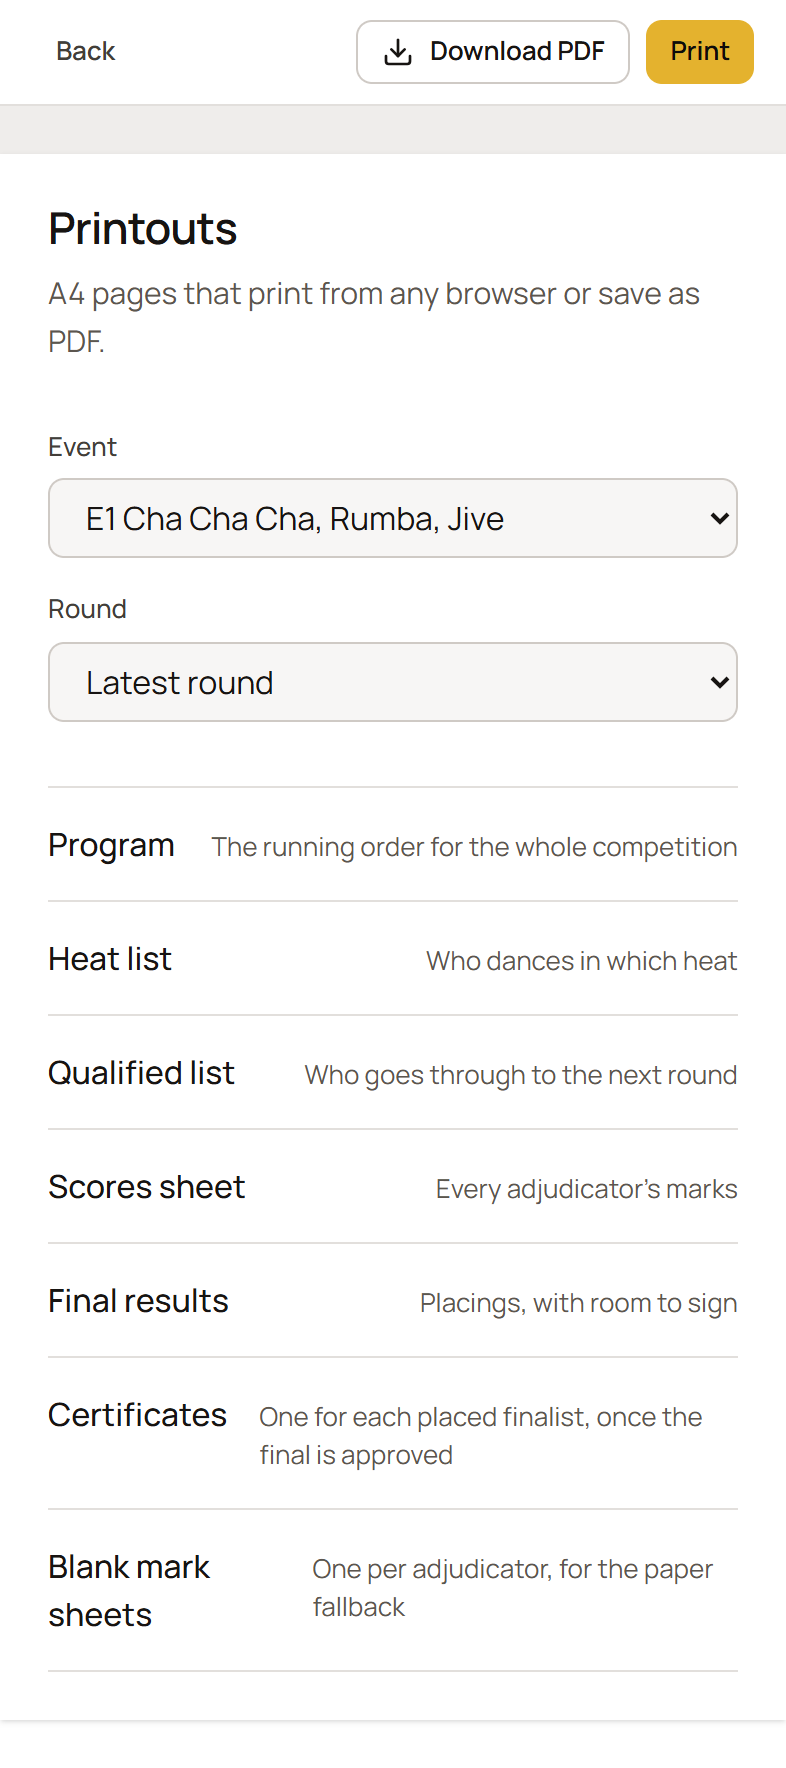 Back
Download PDF
Print
Printouts
A4 pages that print from any browser or save as
PDF.
Event
E1 Cha Cha Cha, Rumba, Jive
Round
Latest round
Program The running order for the whole competition
Heat list Who dances in which heat
Qualified list Who goes through to the next round
Scores sheet Every adjudicator’s marks
Final results Placings, with room to sign
Certificates One for each placed finalist, once the
final is approved
Blank mark
sheets
One per adjudicator, for the paper
fallback